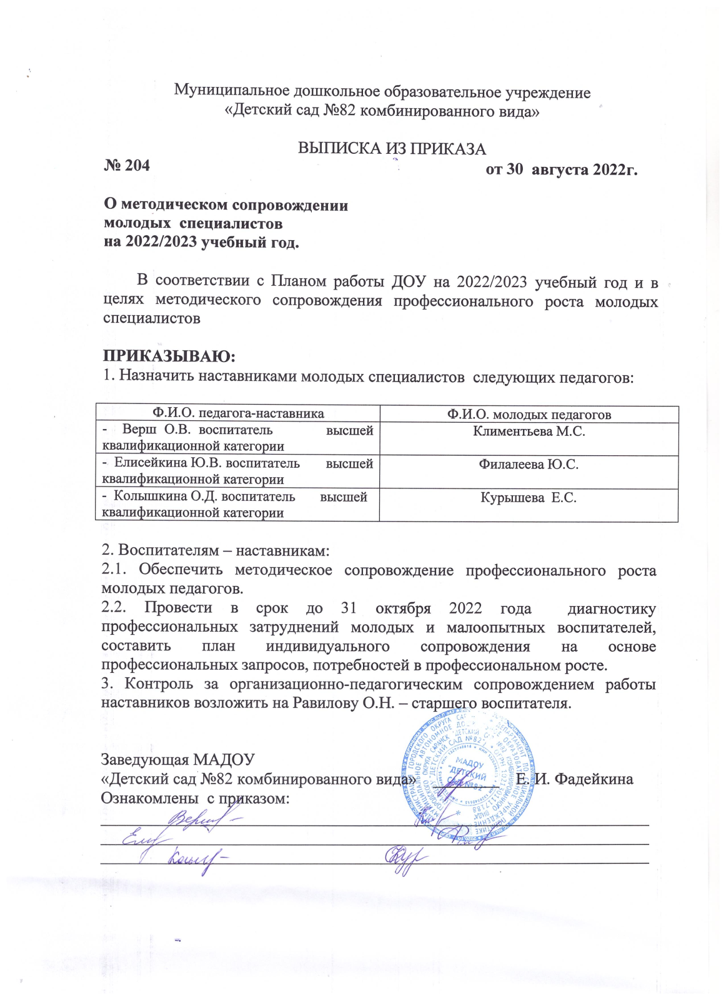 Муниципальное дошкольное образовательное учреждение
«Детский сад №82 комбинированного вида»
ВЫПИСКА ИЗ ПРИКАЗА
№ 204 от 30 августа 2022г.
О методическом сопровождении
молодых специалистов
на 2022/2023 учебный год.
В соответствии с Планом работы ДОУ на 2022/2023 учебный год и в
целях методического сопровождения профессионального роста молодых
специалистов
ПРИКАЗЫВАЮ:
1. Назначить наставниками молодых специалистов следующих педагогов:
Ф.И.О. педагога-наставника Ф.И.О. молодых педагогов
- Верш О.В. воспитатель высшей Климентьева М.С.
квалификационной категории
- Елисейкина Ю.В. воспитатель высшей Филалеева Ю.С.
квалификационной категории
- Колышкина О.Д. воспитатель высшей Курышева Е.С.
квалификационной категории
2. Воспитателям – наставникам:
2.1. Обеспечить методическое сопровождение профессионального роста
молодых педагогов.
2.2. Провести в срок до 31 октября 2022 года диагностику
профессиональных затруднений молодых и малоопытных воспитателей,
составить план индивидуального сопровождения на основе
профессиональных запросов, потребностей в профессиональном росте.
3. Контроль за организационно-педагогическим сопровождением работы
наставников возложить на Равилову О.Н. – старшего воспитателя.
Заведующая МАДОУ
«Детский сад №82 комбинированного вида» Е. И. Фадейкина
Ознакомлены с приказом:
МАДОУ
"ДЕТСКИЙ
САД №82"